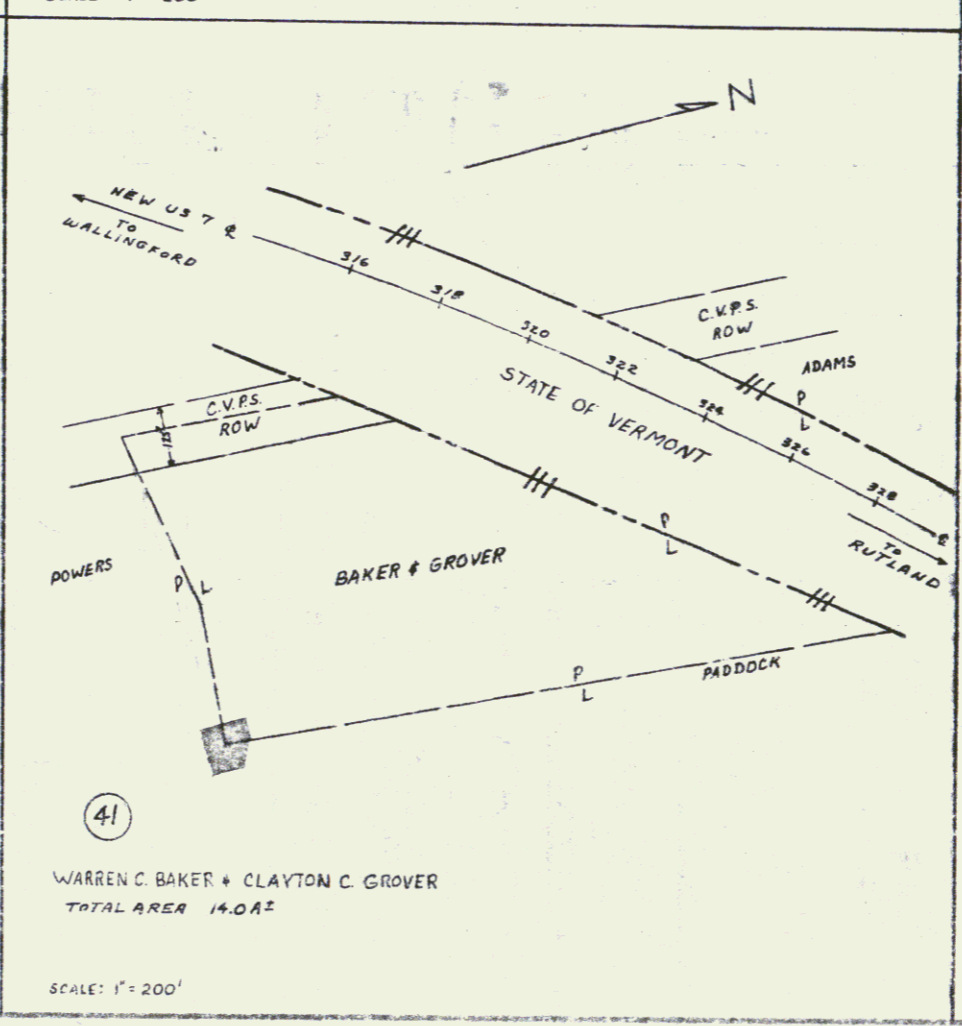 N
NEW US 7 ℄
TO
WALLINGFORD
316
318
320
322
324
326
328
C.V.P.S.
ROW
ADAMS
P
L
STATE OF VERMONT
℄
TO
RUTLAND
C.V.P.S.
ROW
P
L
POWERS
P L
BAKER & GROVER
P
L
PADDOCK
41
WARREN C. BAKER & CLAYTON C. GROVER
TOTAL AREA 14.0 A±
SCALE: 1" = 200'